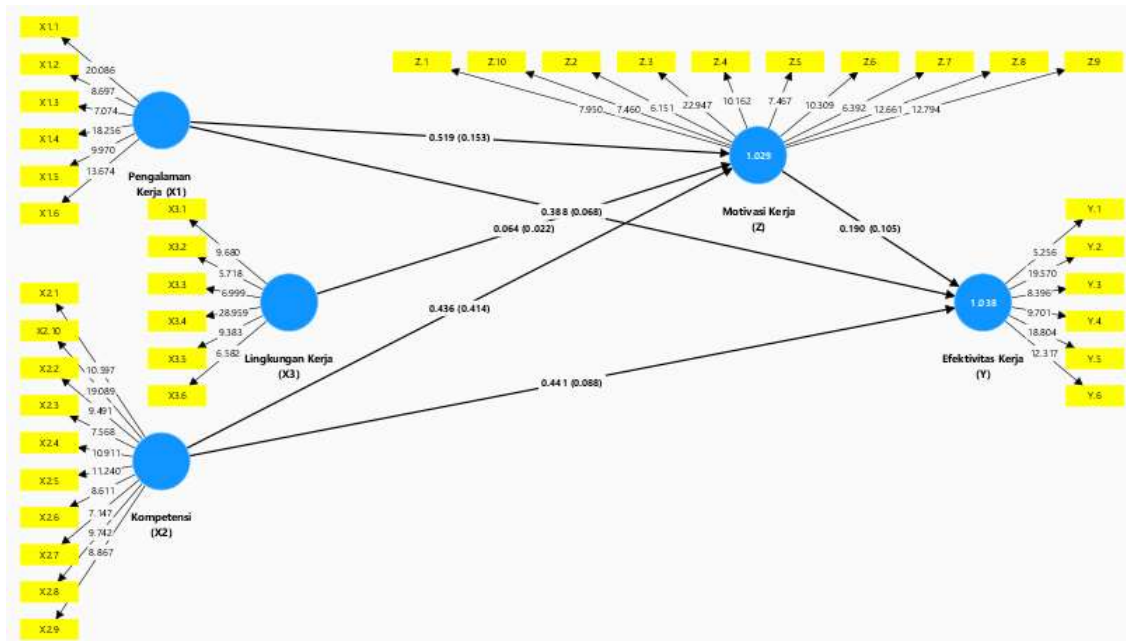 X1.1
X1.2
X1.3
X1.4
X1.5
X1.6
20.086
8.697
7.074
18.256
9.970
13.674
Pengalaman
Kerja (X1)
Z.1
Z.10
Z.2
Z.3
Z.4
Z.5
Z.6
Z.7
Z.8
Z.9
7.950
7.460
6.151
22.947
10.162
7.467
10.309
6.392
12.661
12.794
0.519 (0.153)
1.029
Motivasi Kerja
(Z)
0.388 (0.068)
0.064 (0.022)
0.190 (0.105)
X3.1
X3.2
X3.3
X3.4
X3.5
X3.6
9.680
5.718
6.999
28.959
9.383
6.582
Lingkungan Kerja
(X3)
0.436 (0.414)
Y.1
Y.2
Y.3
Y.4
Y.5
Y.6
5.256
19.570
8.396
9.701
18.804
12.317
1.038
Efektivitas Kerja
(Y)
0.441 (0.088)
X2.1
X2.10
X2.2
X2.3
X2.4
X2.5
X2.6
X2.7
X2.8
X2.9
10.597
19.089
9.491
7.568
10.911
11.240
8.611
7.147
9.742
8.867
Kompetensi
(X2)